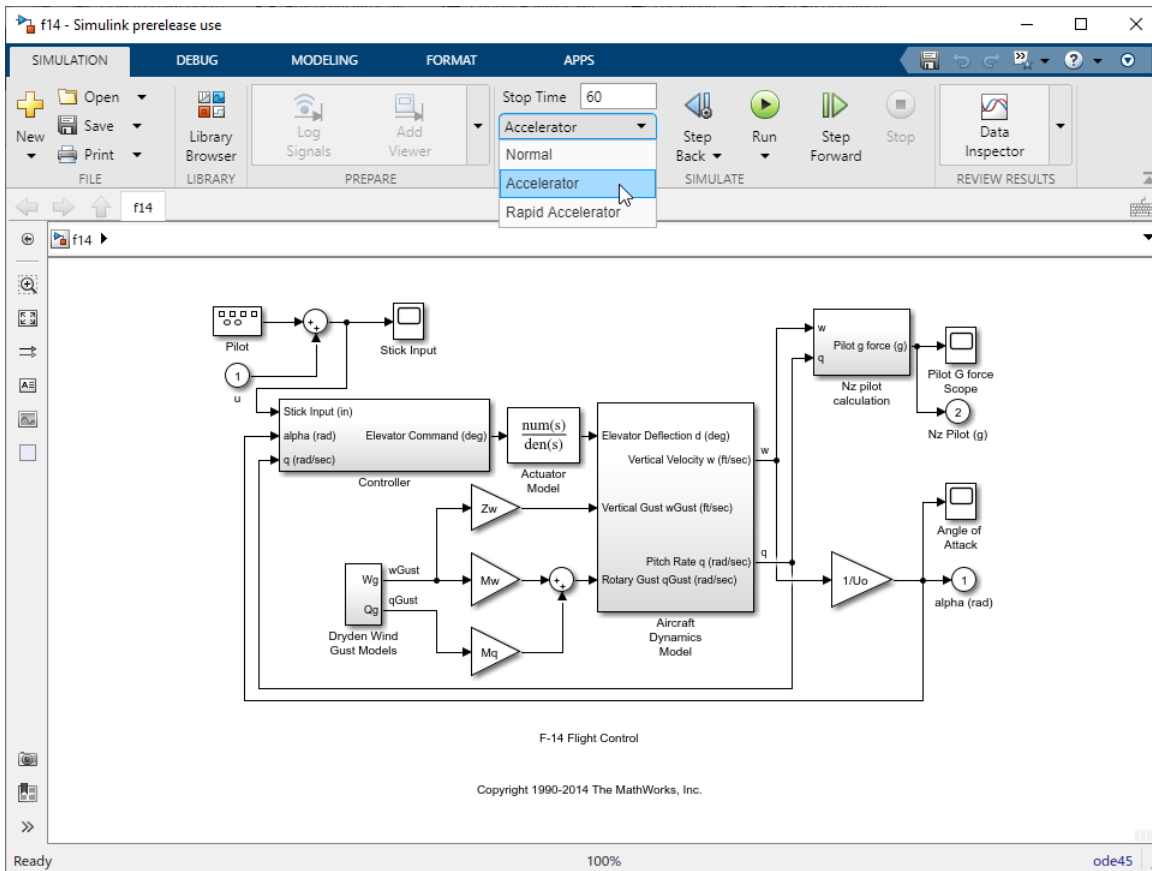 f14 - Simulink prerelease use
SIMULATION DEBUG MODELING FORMAT APPS
New
Open
Save
Print
FILE
Library
Browser
LIBRARY
Log
Signals
Add
Viewer
PREPARE
Stop Time 60
Accelerator
Normal
Accelerator
Rapid Accelerator
Step
Back
Run
Step
Forward
Stop
SIMULATE
Data
Inspector
REVIEW RESULTS
f14
f14
Pilot
1
u
Stick Input
Stick Input (in)
alpha (rad)
q (rad/sec)
Elevator Command (deg)
Controller
num(s)
den(s)
Actuator
Model
Elevator Deflection d (deg)
Vertical Velocity w (ft/sec)
Vertical Gust wGust (ft/sec)
Pitch Rate q (rad/sec)
Rotary Gust qGust (rad/sec)
Aircraft
Dynamics
Model
w
q
w
q
Pilot g force (g)
Nz pilot
calculation
Pilot G force
Scope
2
Nz Pilot (g)
Angle of
Attack
1/Uo
1
alpha (rad)
Zw
Mw
Mq
Wg
Qg
wGust
qGust
Dryden Wind
Gust Models
F-14 Flight Control
Copyright 1990-2014 The MathWorks, Inc.
Ready 100% ode45